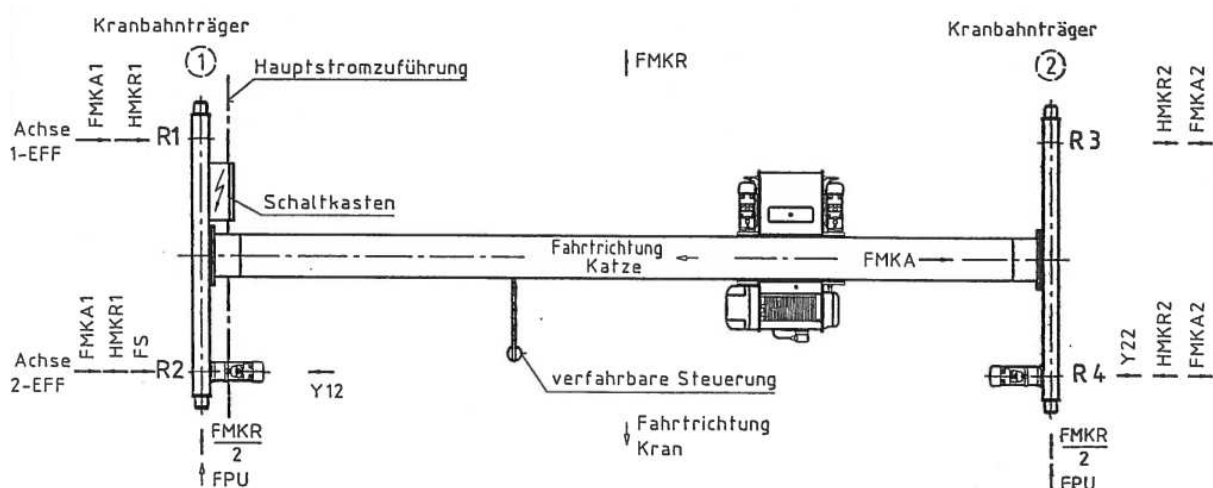 Kranbahnträger
1
Kranbahnträger
2
Hauptstromzuführung
FMKR
FMKA1
HMKR1
Achse
1-EFF
R1
R3
HMKR2
FMKA2
Schaltkasten
Fahrtrichtung
Katze
FMKA
FMKA1
HMKR1
FS
Achse
2-EFF
R2
Y12
verfahrbare Steuerung
R4
Y22
HMKR2
FMKA2
FMKR
2
FPU
Fahrtrichtung
Kran
FMKR
2
FPU